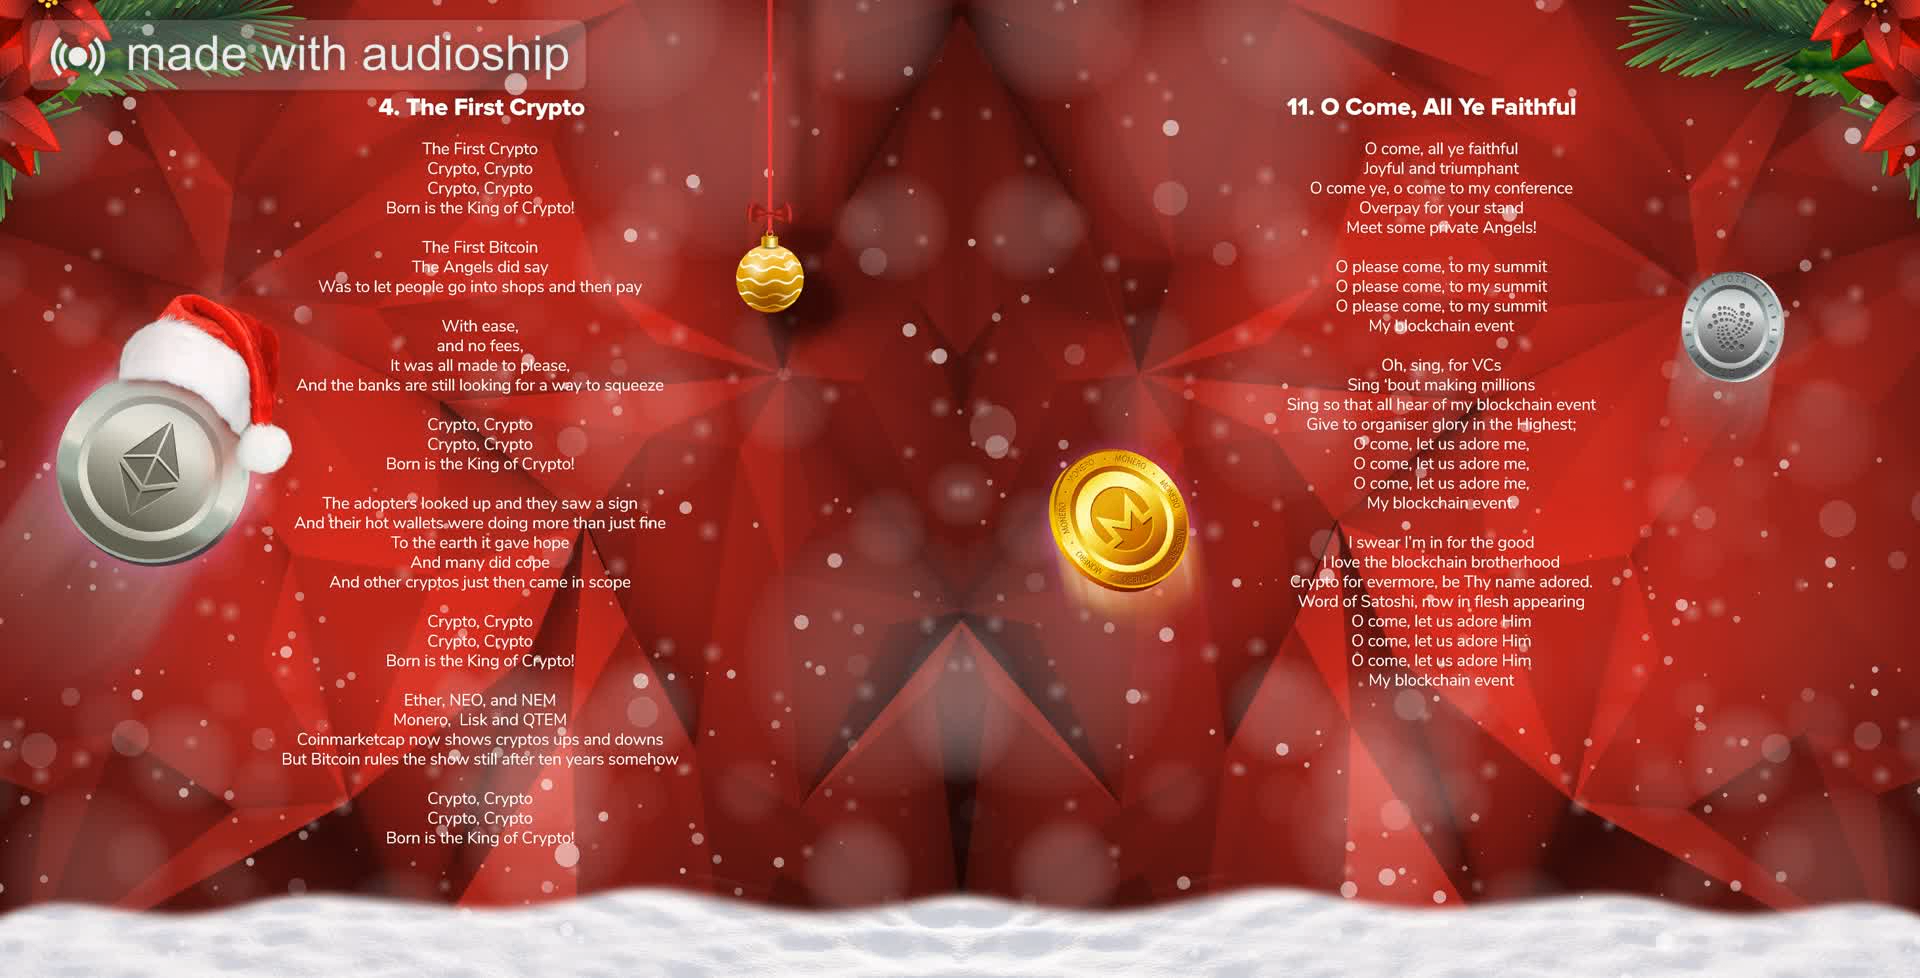 made with audioship
4. The First Crypto
The First Crypto
Crypto, Crypto
Crypto, Crypto
Born is the King of Crypto!
The First Bitcoin
The Angels did say
Was to let people go into shops and then pay
With ease,
and no fees,
It was all made to please,
And the banks are still looking for a way to squeeze
Crypto, Crypto
Crypto, Crypto
Born is the King of Crypto!
The adopters looked up and they saw a sign
And their hot wallets were doing more than just fine
To the earth it gave hope
And many did cope
And other cryptos just then came in scope
Crypto, Crypto
Crypto, Crypto
Born is the King of Crypto!
Ether, NEO, and NEM
Monero, Lisk and QTEM
Coinmarketcap now shows cryptos ups and downs
But Bitcoin rules the show still after ten years somehow
Crypto, Crypto
Crypto, Crypto
Born is the King of Crypto!
11. O Come, All Ye Faithful
O come, all ye faithful
Joyful and triumphant
O come ye, o come to my conference
Overpay for your stand
Meet some private Angels!
O please come, to my summit
O please come, to my summit
O please come, to my summit
My blockchain event
Oh, sing, for VCs
Sing ‘bout making millions
Sing so that all hear of my blockchain event
Give to organiser glory in the Highest;
O come, let us adore me,
O come, let us adore me,
O come, let us adore me,
My blockchain event.
I swear I’m in for the good
I love the blockchain brotherhood
Crypto for evermore, be Thy name adored.
Word of Satoshi, now in flesh appearing
O come, let us adore Him
O come, let us adore Him
O come, let us adore Him
My blockchain event
MONERO · MONERO · MONERO
MONERO
MONERO
IOTA